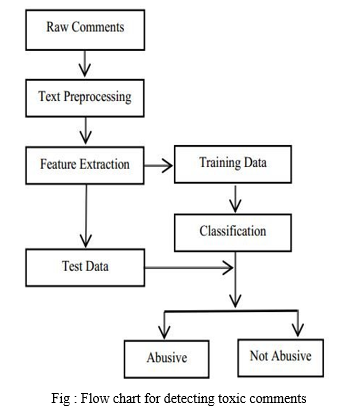 Raw Comments
Text Preprocessing
Feature Extraction
Training Data
Classification
Test Data
Abusive
Not Abusive
Fig : Flow chart for detecting toxic comments